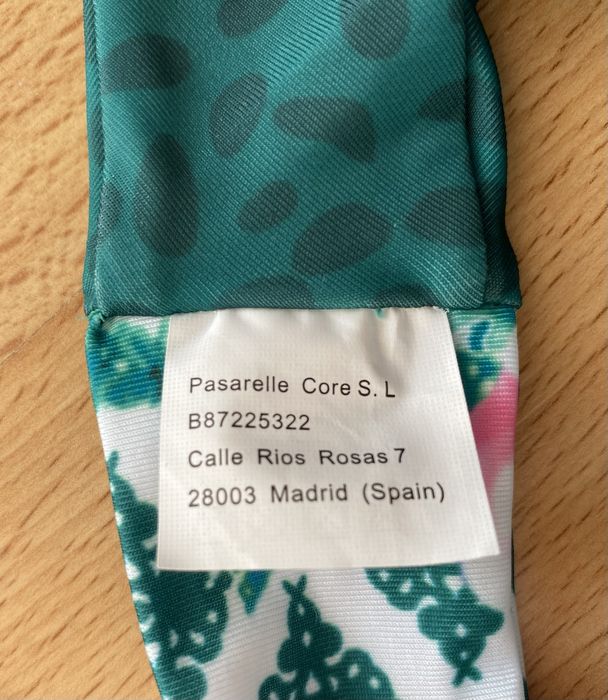 Pasarelle Core S. L
B87225322
Calle Rios Rosas 7
28003 Madrid (Spain)